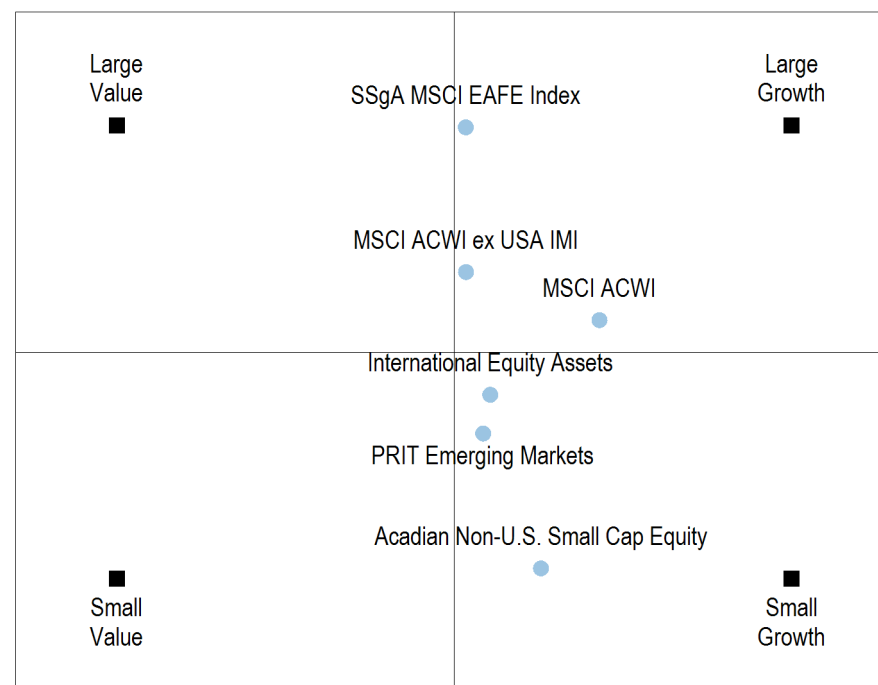 Large
Value
Large
Growth
SSgA MSCI EAFE Index
MSCI ACWI ex USA IMI
MSCI ACWI
International Equity Assets
PRIT Emerging Markets
Acadian Non-U.S. Small Cap Equity
Small
Value
Small
Growth